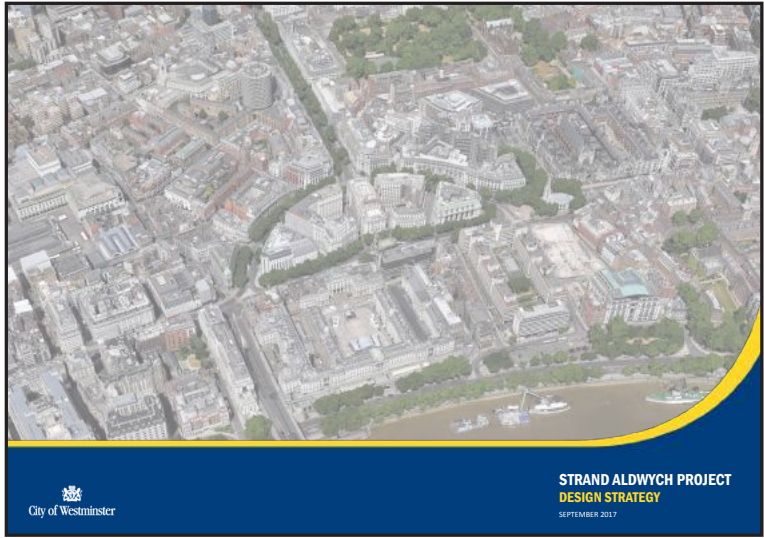 City of Westminster
STRAND ALDWYCH PROJECT
DESIGN STRATEGY
SEPTEMBER 2017